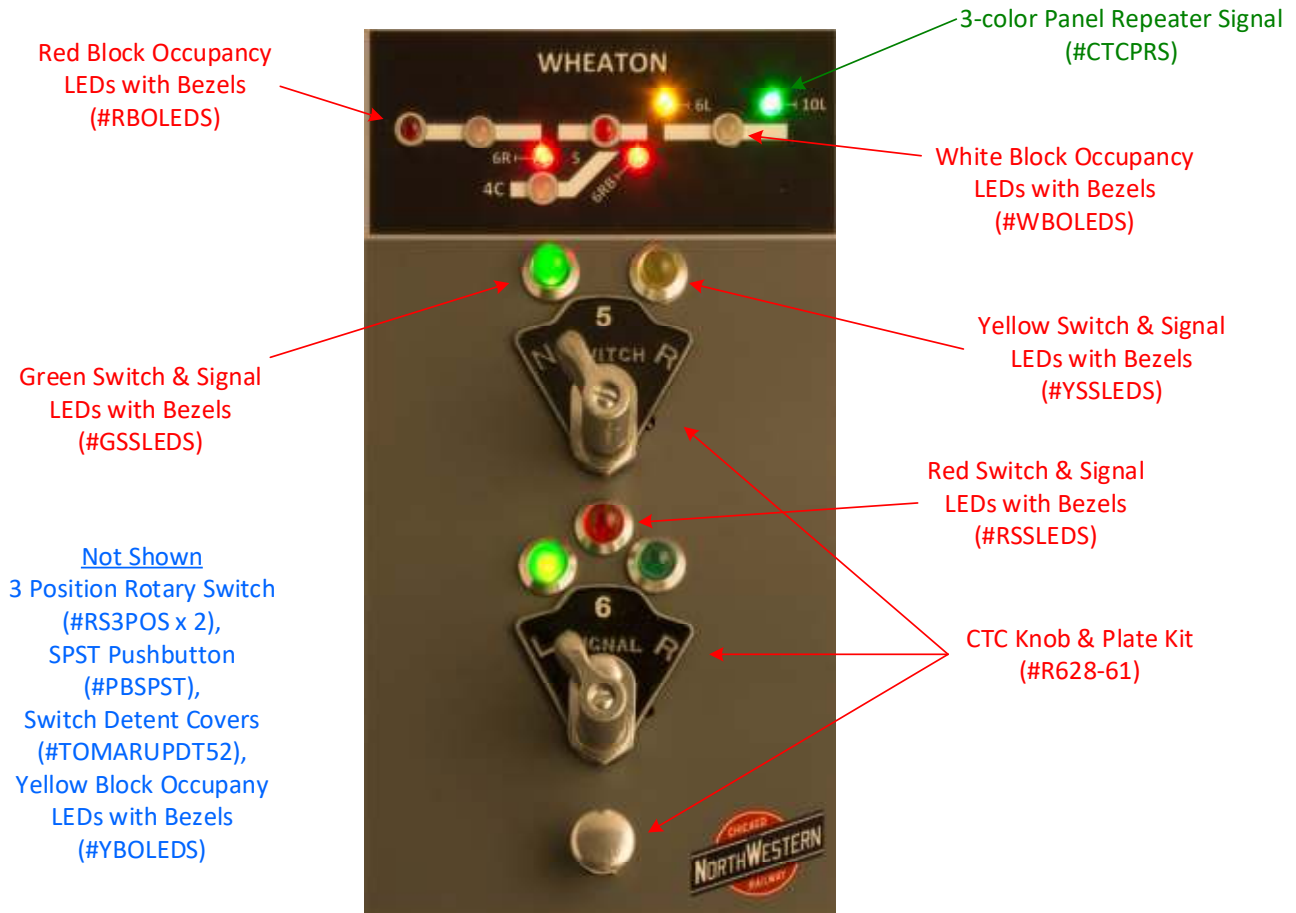 3-color Panel Repeater Signal
(#CTCPRS)
Red Block Occupancy
LEDs with Bezels
(#RBOLEDS)
WHEATON
6L
10L
6R
5
4C
6RB
White Block Occupancy
LEDs with Bezels
(#WBOLEDS)
5
N SWITCH R
Yellow Switch & Signal
LEDs with Bezels
(#YSSLEDS)
Green Switch & Signal
LEDs with Bezels
(#GSSLEDS)
Red Switch & Signal
LEDs with Bezels
(#RSSLEDS)
Not Shown
3 Position Rotary Switch
(#RS3POS x 2),
SPST Pushbutton
(#PBSPST),
Switch Detent Covers
(#TOMARUPDT52),
Yellow Block Occupany
LEDs with Bezels
(#YBOLEDS)
6
L SIGNAL R
CTC Knob & Plate Kit
(#R628-61)
CHICAGO
NORTHWESTERN
RAILWAY